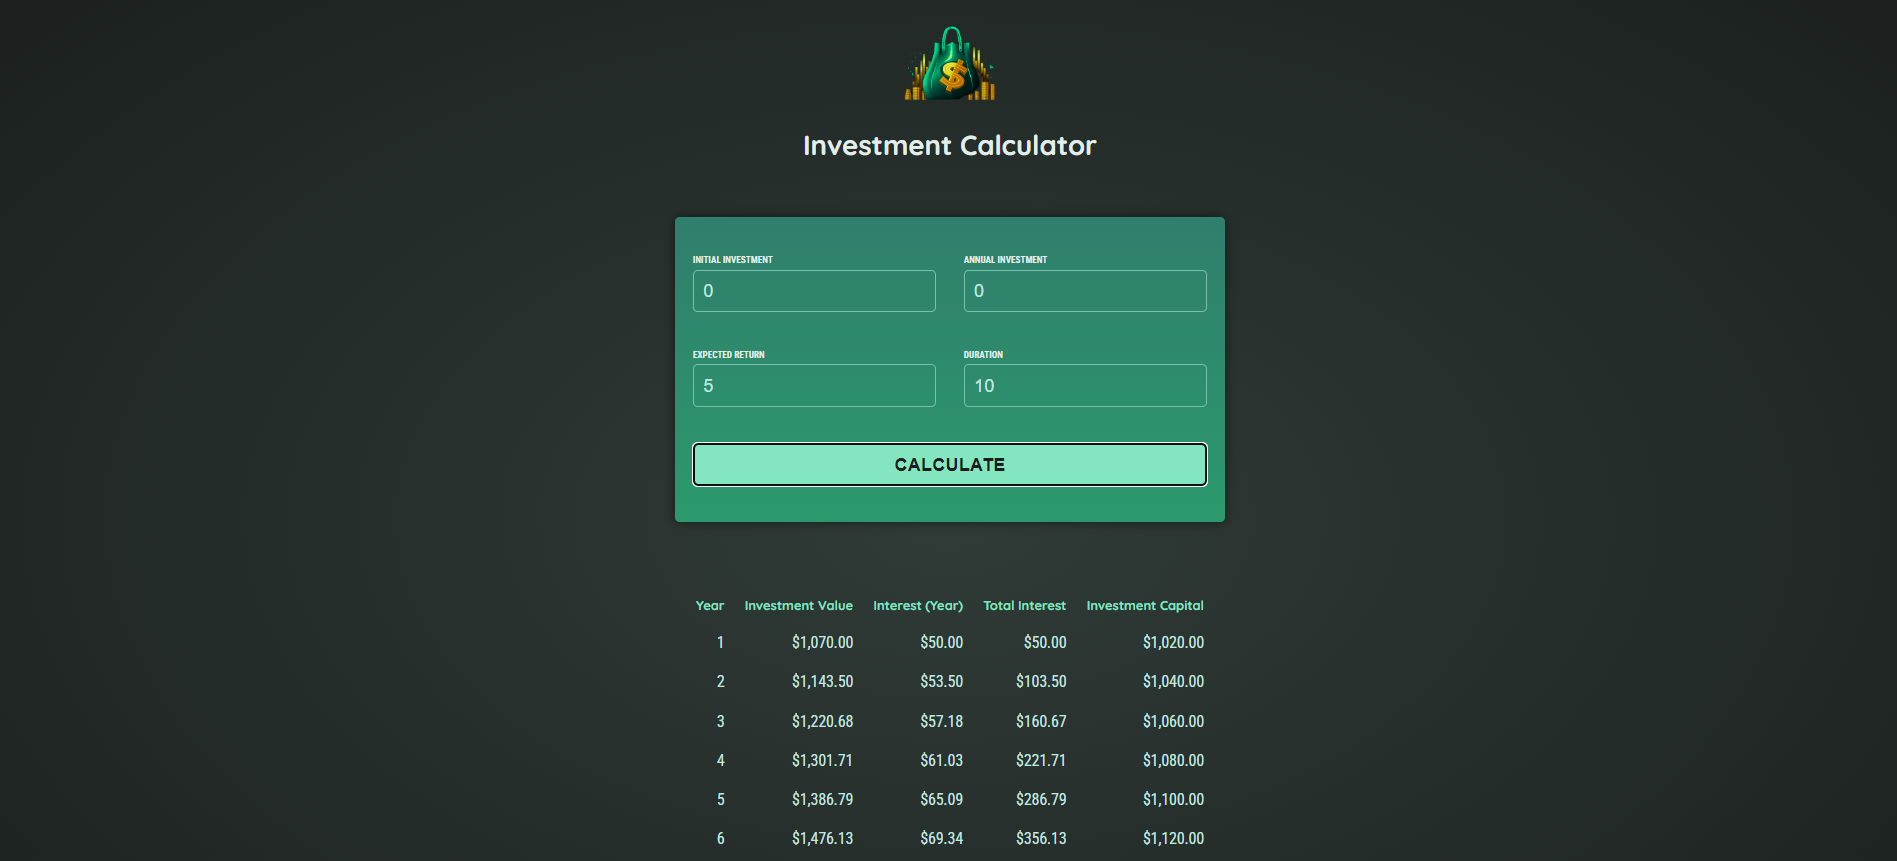 $
Investment Calculator
INITIAL INVESTMENT ANNUAL INVESTMENT
0 0
EXPECTED RETURN DURATION
5 10
CALCULATE
Year Investment Value Interest (Year) Total Interest Investment Capital
1 $1,070.00 $50.00 $50.00 $1,020.00
2 $1,143.50 $53.50 $103.50 $1,040.00
3 $1,220.68 $57.18 $160.67 $1,060.00
4 $1,301.71 $61.03 $221.71 $1,080.00
5 $1,386.79 $65.09 $286.79 $1,100.00
6 $1,476.13 $69.34 $356.13 $1,120.00